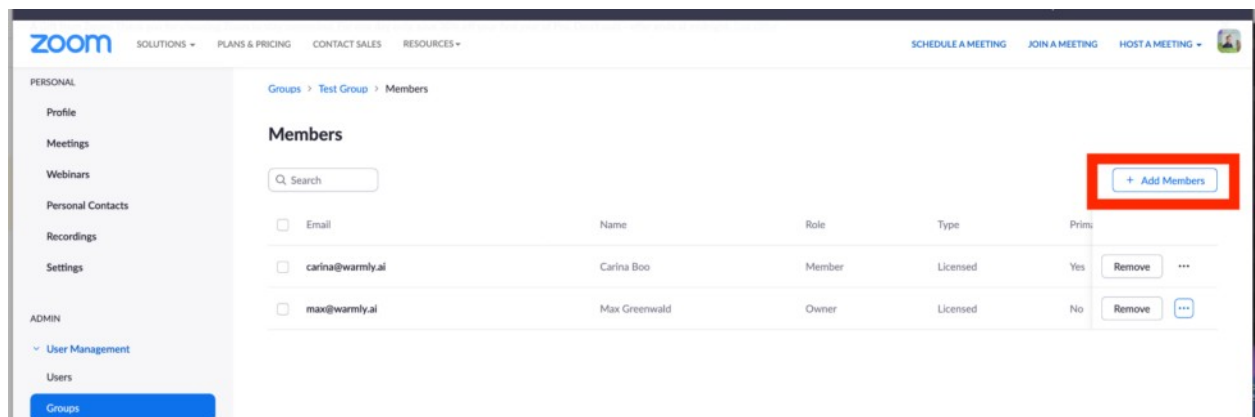 zoom SOLUTIONS PLANS & PRICING CONTACT SALES RESOURCES SCHEDULE A MEETING JOIN A MEETING HOST A MEETING
PERSONAL
Profile
Meetings
Webinars
Personal Contacts
Recordings
Settings
ADMIN
User Management
Users
Groups
Groups > Test Group > Members
Members
Search
+ Add Members
Email Name Role Type Prima
carina@warmly.ai Carina Boo Member Licensed Yes Remove ...
max@warmly.ai Max Greenwald Owner Licensed No Remove ...